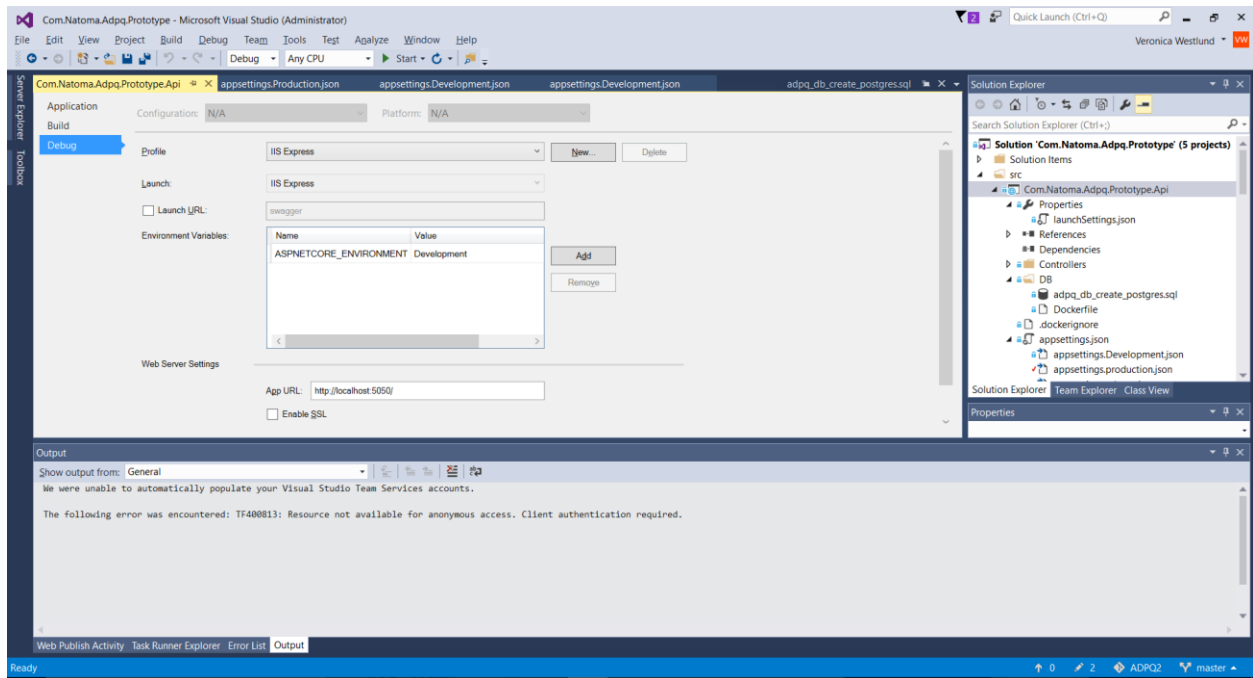 Com.Natoma.Adpq.Prototype - Microsoft Visual Studio (Administrator)
2
Quick Launch (Ctrl+Q)
File Edit View Project Build Debug Team Tools Test Analyze Window Help
Veronica Westlund VW
Debug Any CPU Start
Server Explorer
Toolbox
Com.Natoma.Adpq.Prototype.Api appsettings.Production.json appsettings.Development.json appsettings.Development.json adpq_db_create_postgres.sql
Application
Build
Debug
Configuration: N/A Platform: N/A
Profile IIS Express New... Delete
Launch: IIS Express
Launch URL: swagger
Environment Variables: Name Value
ASPNETCORE_ENVIRONMENT Development
Add
Remove
Web Server Settings
App URL: http://localhost:5050/
Enable SSL
Solution Explorer
Search Solution Explorer (Ctrl+;)
Solution 'Com.Natoma.Adpq.Prototype' (5 projects)
Solution Items
src
Com.Natoma.Adpq.Prototype.Api
Properties
launchSettings.json
References
Dependencies
Controllers
DB
adpq_db_create_postgres.sql
Dockerfile
.dockerignore
appsettings.json
appsettings.Development.json
appsettings.production.json
Solution Explorer Team Explorer Class View
Properties
Output
Show output from: General
We were unable to automatically populate your Visual Studio Team Services accounts.
The following error was encountered: TF400813: Resource not available for anonymous access. Client authentication required.
Web Publish Activity Task Runner Explorer Error List Output
Ready
0 2 ADPQ2 master